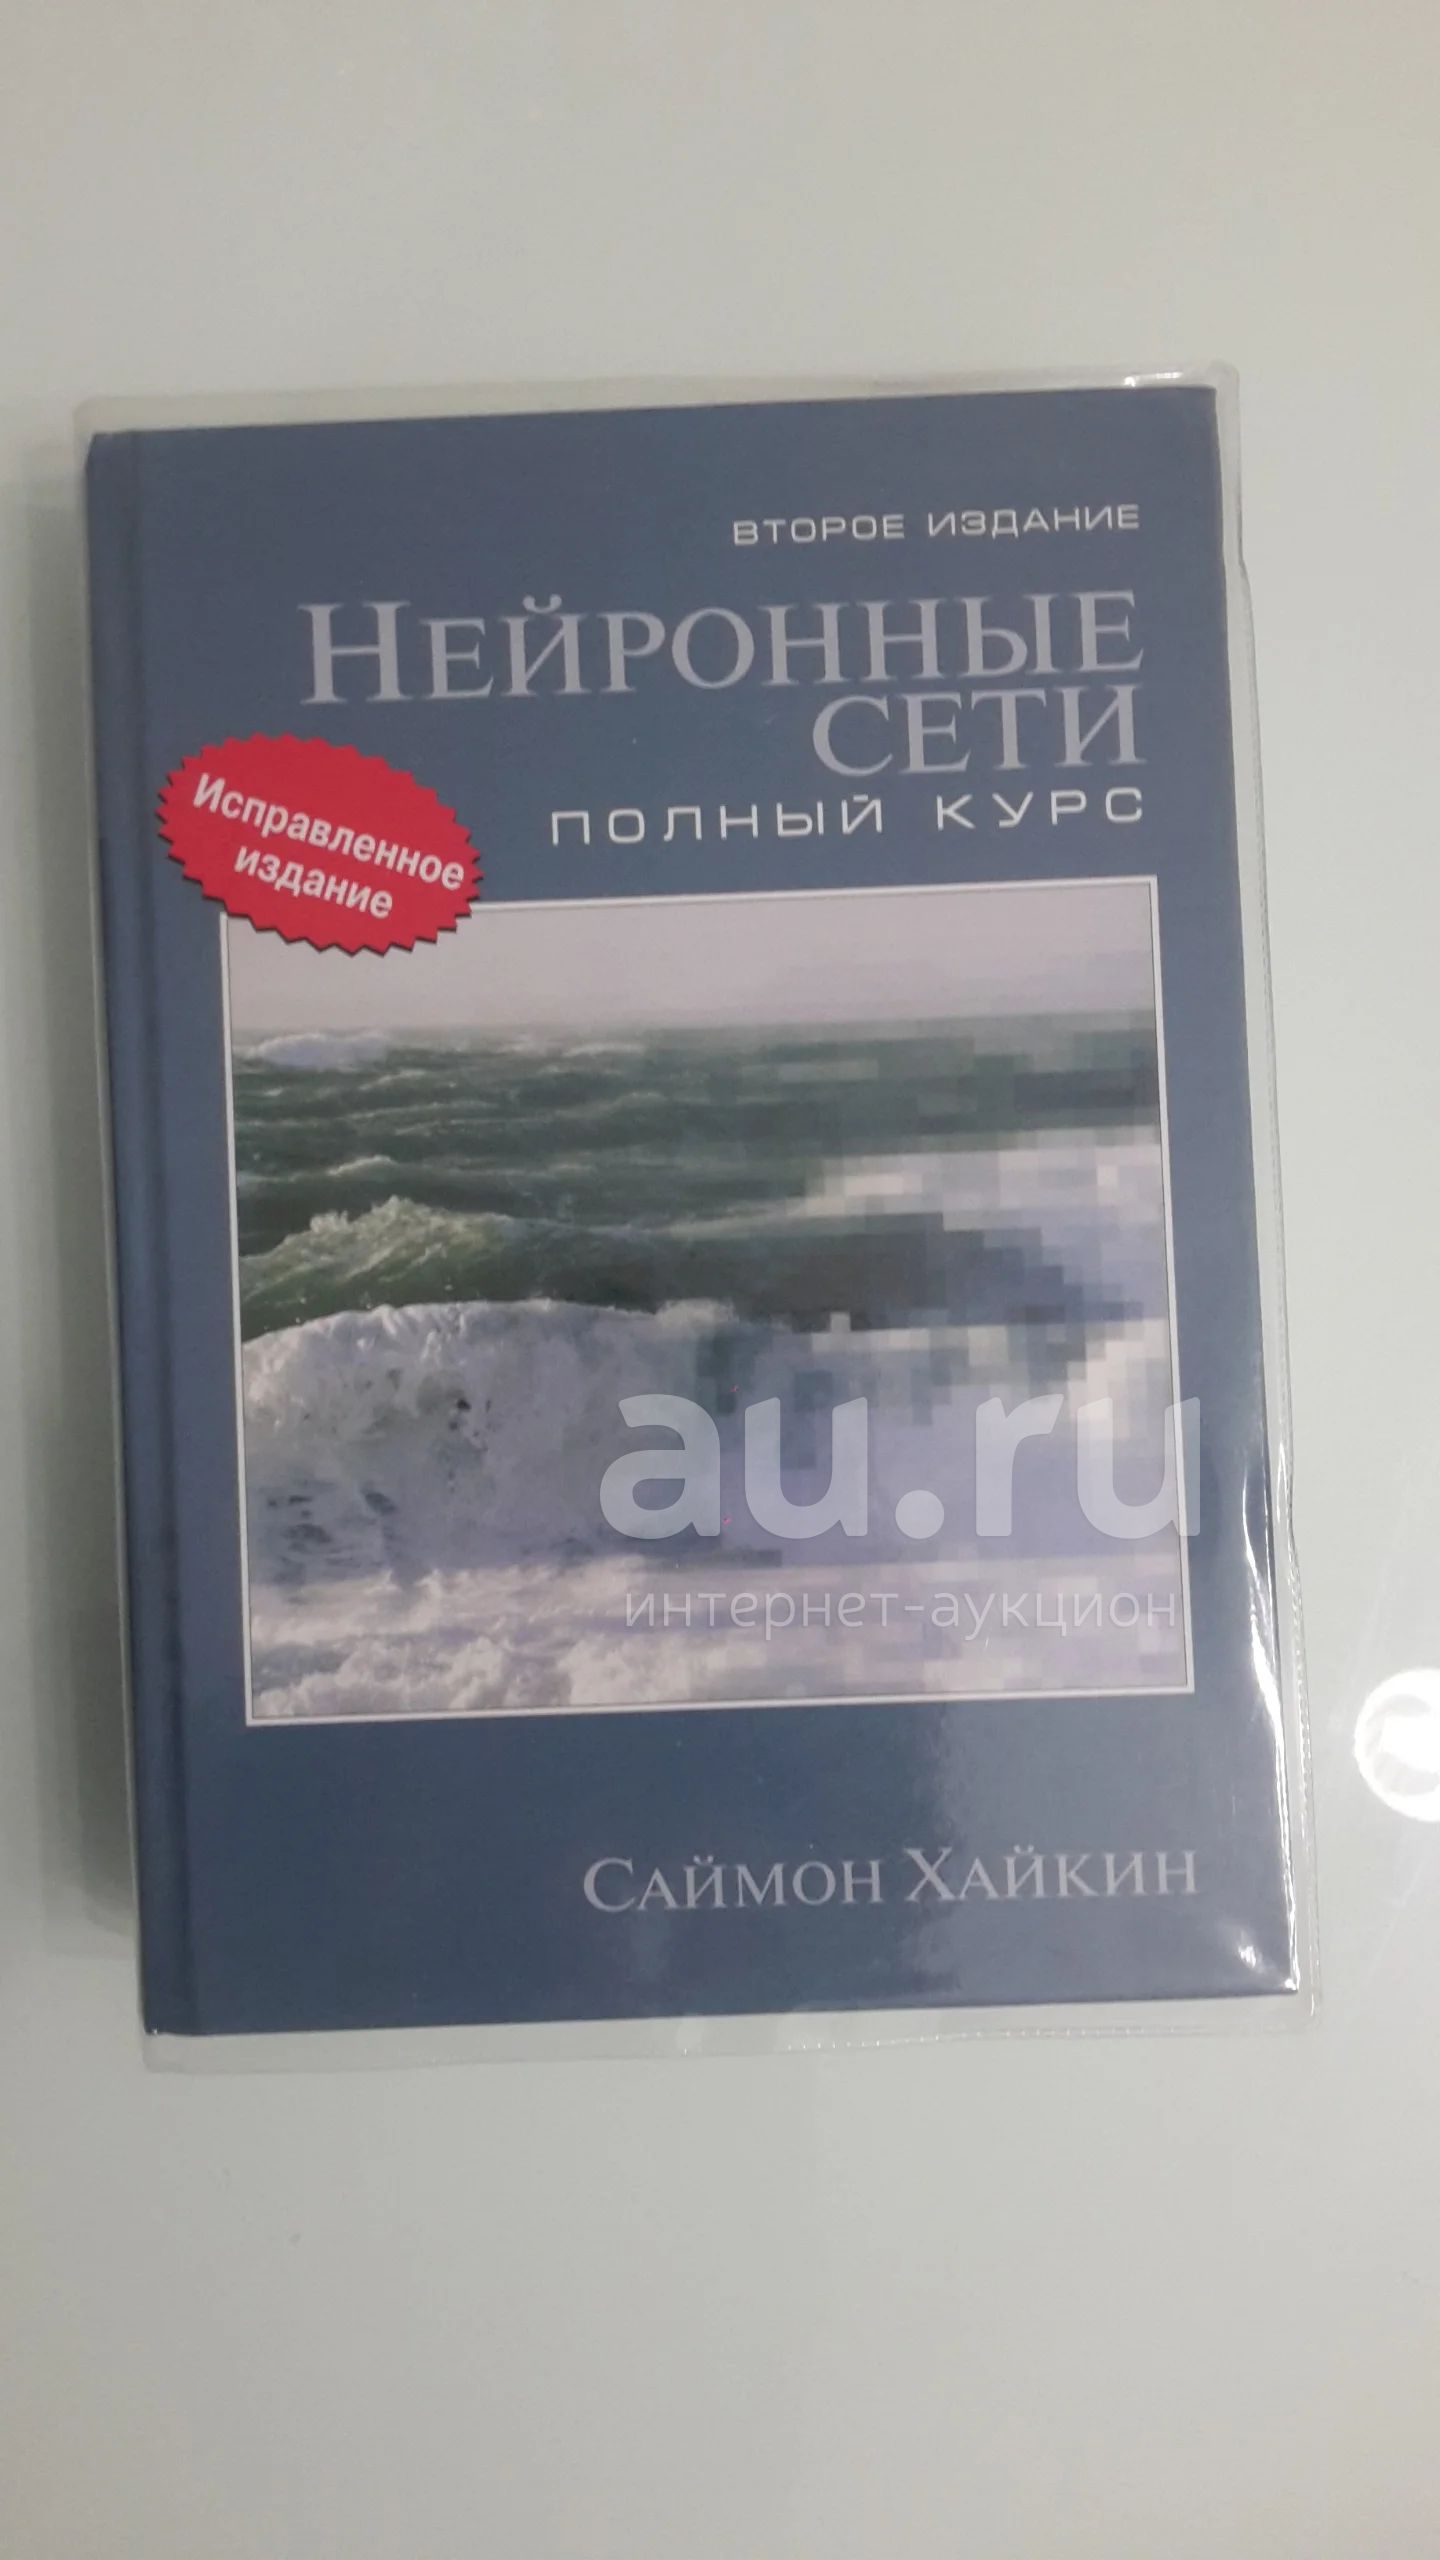 ВТОРОЕ ИЗДАНИЕ
НЕЙРОННЫЕ
СЕТИ
ПОЛНЫЙ КУРС
Исправленное
издание
au.ru
интернет-аукцион
САЙМОН ХАЙКИН